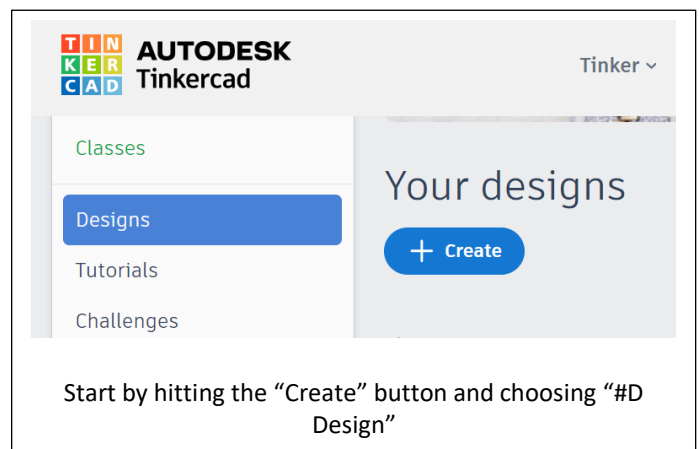 TIN
KER
CAD
AUTODESK
Tinkercad
Tinker
Classes
Your designs
Designs
+ Create
Tutorials
Challenges
Start by hitting the “Create” button and choosing “#D
Design”